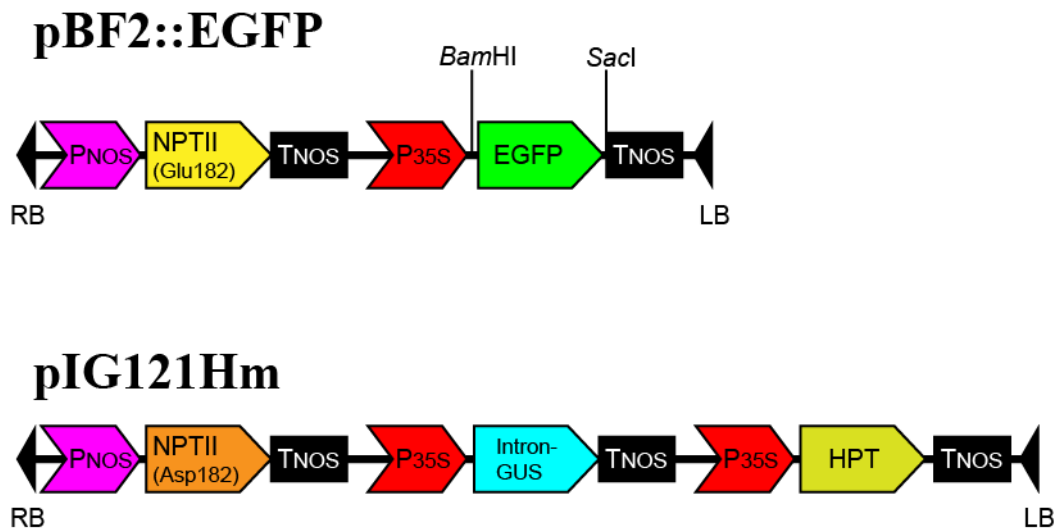 pBF2::EGFP
BamHI SacI
PNOS NPTII (Glu182) TNOS P35S EGFP TNOS
RB LB
pIG121Hm
PNOS NPTII (Asp182) TNOS P35S Intron-GUS TNOS P35S HPT TNOS
RB LB